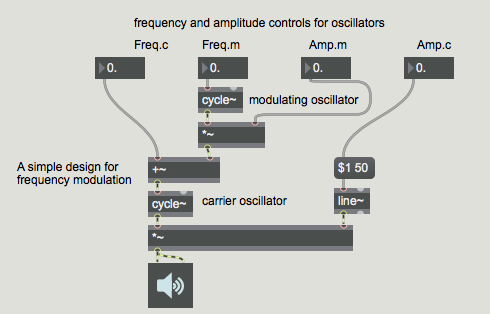 frequency and amplitude controls for oscillators
Freq.c Freq.m Amp.m Amp.c
0. 0. 0. 0.
cycle~ modulating oscillator
*~
A simple design for
frequency modulation
+~
$1 50
cycle~ carrier oscillator line~
*~